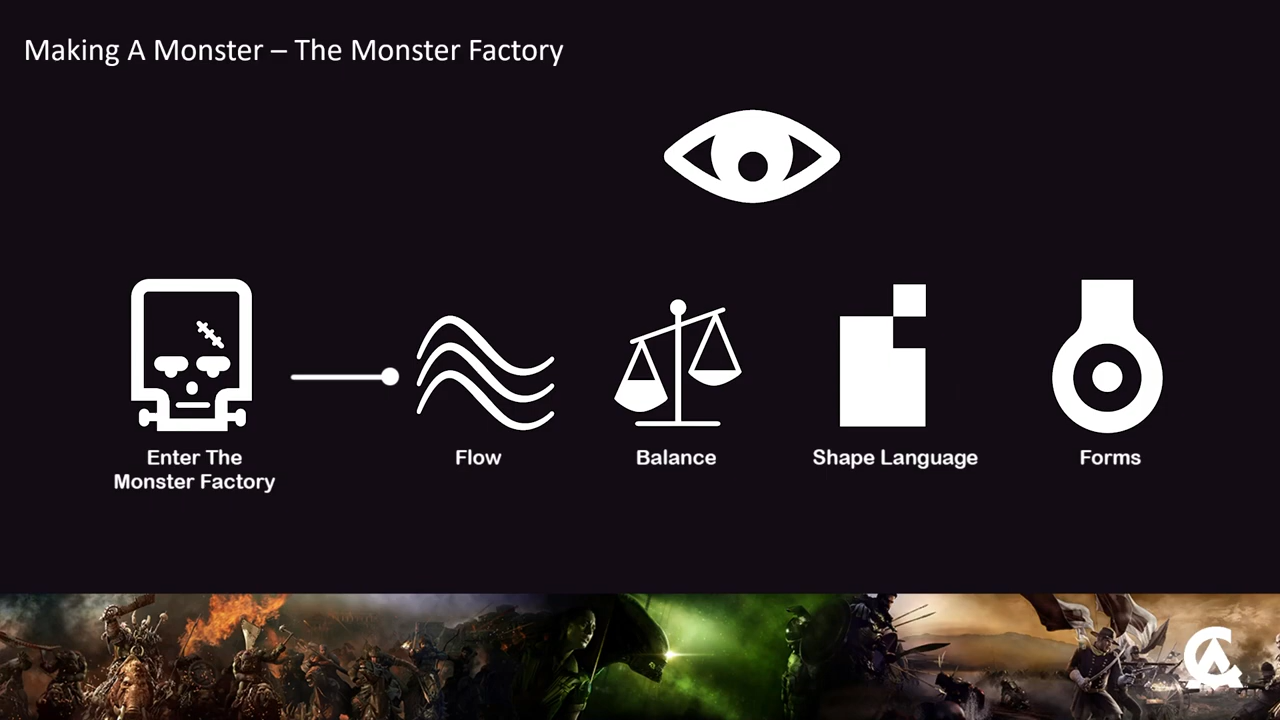 Making A Monster – The Monster Factory
Enter The
Monster Factory
Flow
Balance
Shape Language
Forms